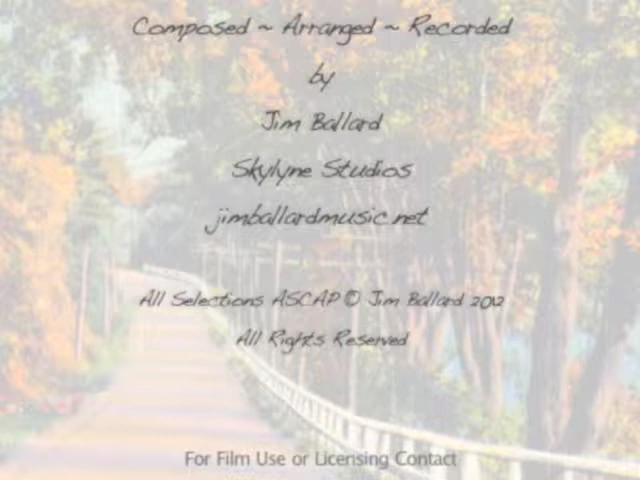 Composed ~ Arranged ~ Recorded
by
Jim Ballard
Skylyne Studios
jimballardmusic.net
All Selections ASCAP © Jim Ballard 2012
All Rights Reserved
For Film Use or Licensing Contact